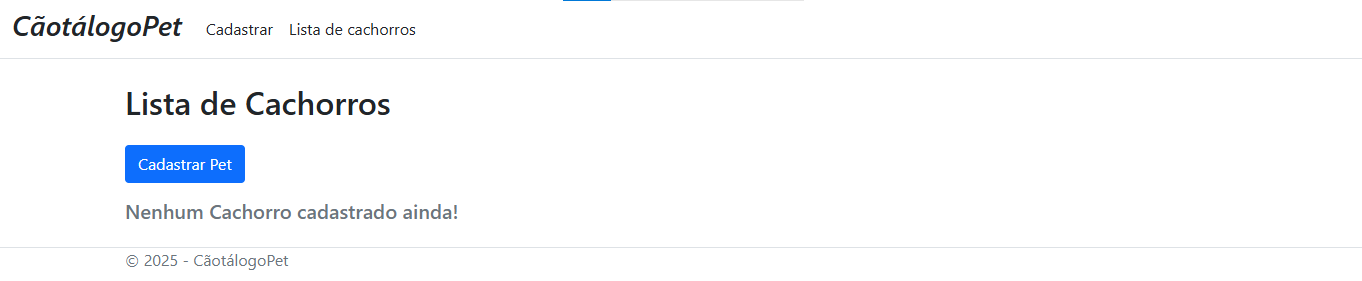 CãotálogoPet Cadastrar Lista de cachorros
Lista de Cachorros
Cadastrar Pet
Nenhum Cachorro cadastrado ainda!
© 2025 - CãotálogoPet